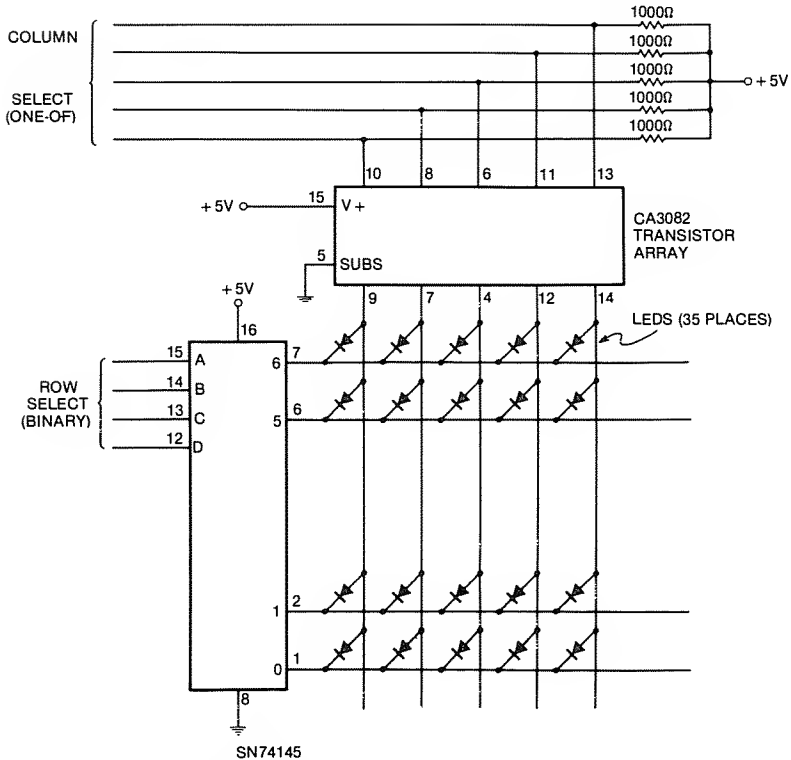 1000Ω
COLUMN
1000Ω
1000Ω
+5V
SELECT
(ONE-OF)
1000Ω
1000Ω
10 8 6 11 13
+5V 15 V+
CA3082
TRANSISTOR
ARRAY
5 SUBS
9 7 4 12 14
+5V
16
LEDS (35 PLACES)
15 A
6 7
ROW
SELECT
(BINARY)
14 B
13 C
5 6
12 D
1 2
0 1
8
SN74145